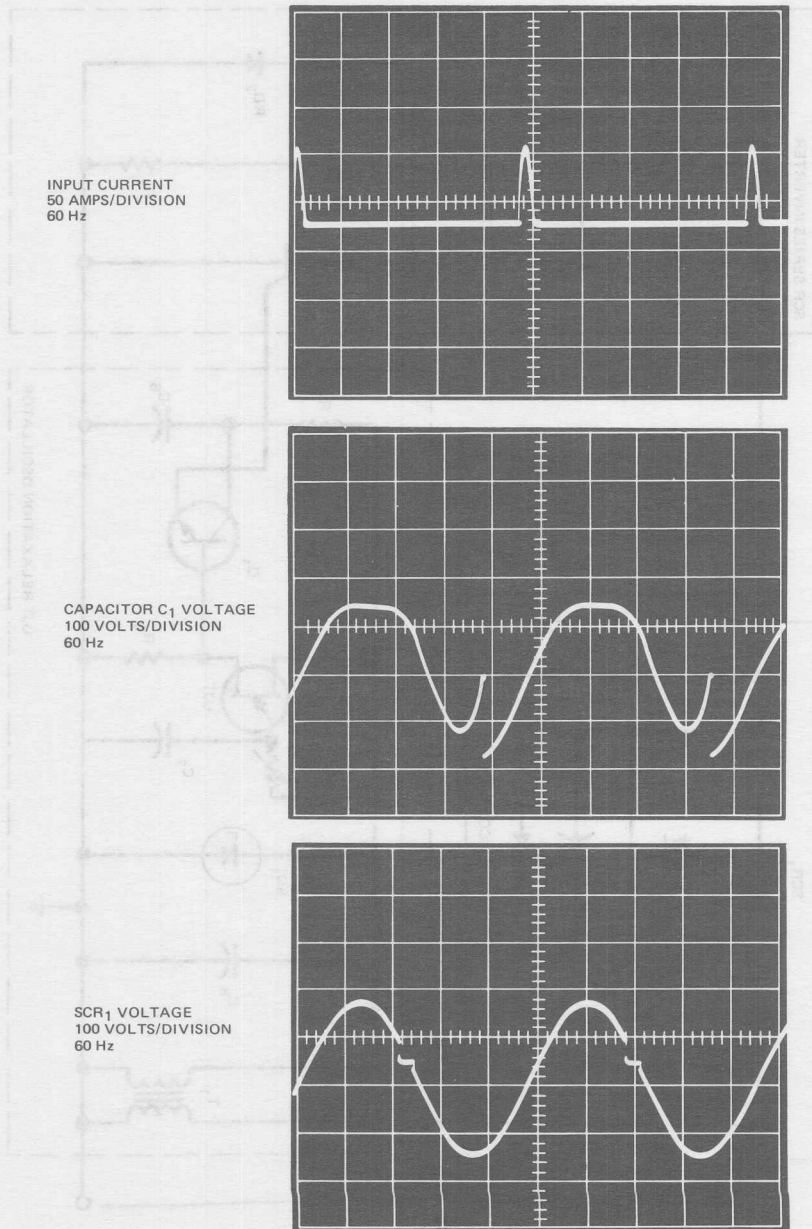 INPUT CURRENT
50 AMPS/DIVISION
60 Hz
CAPACITOR C1 VOLTAGE
100 VOLTS/DIVISION
60 Hz
SCR1 VOLTAGE
100 VOLTS/DIVISION
60 Hz